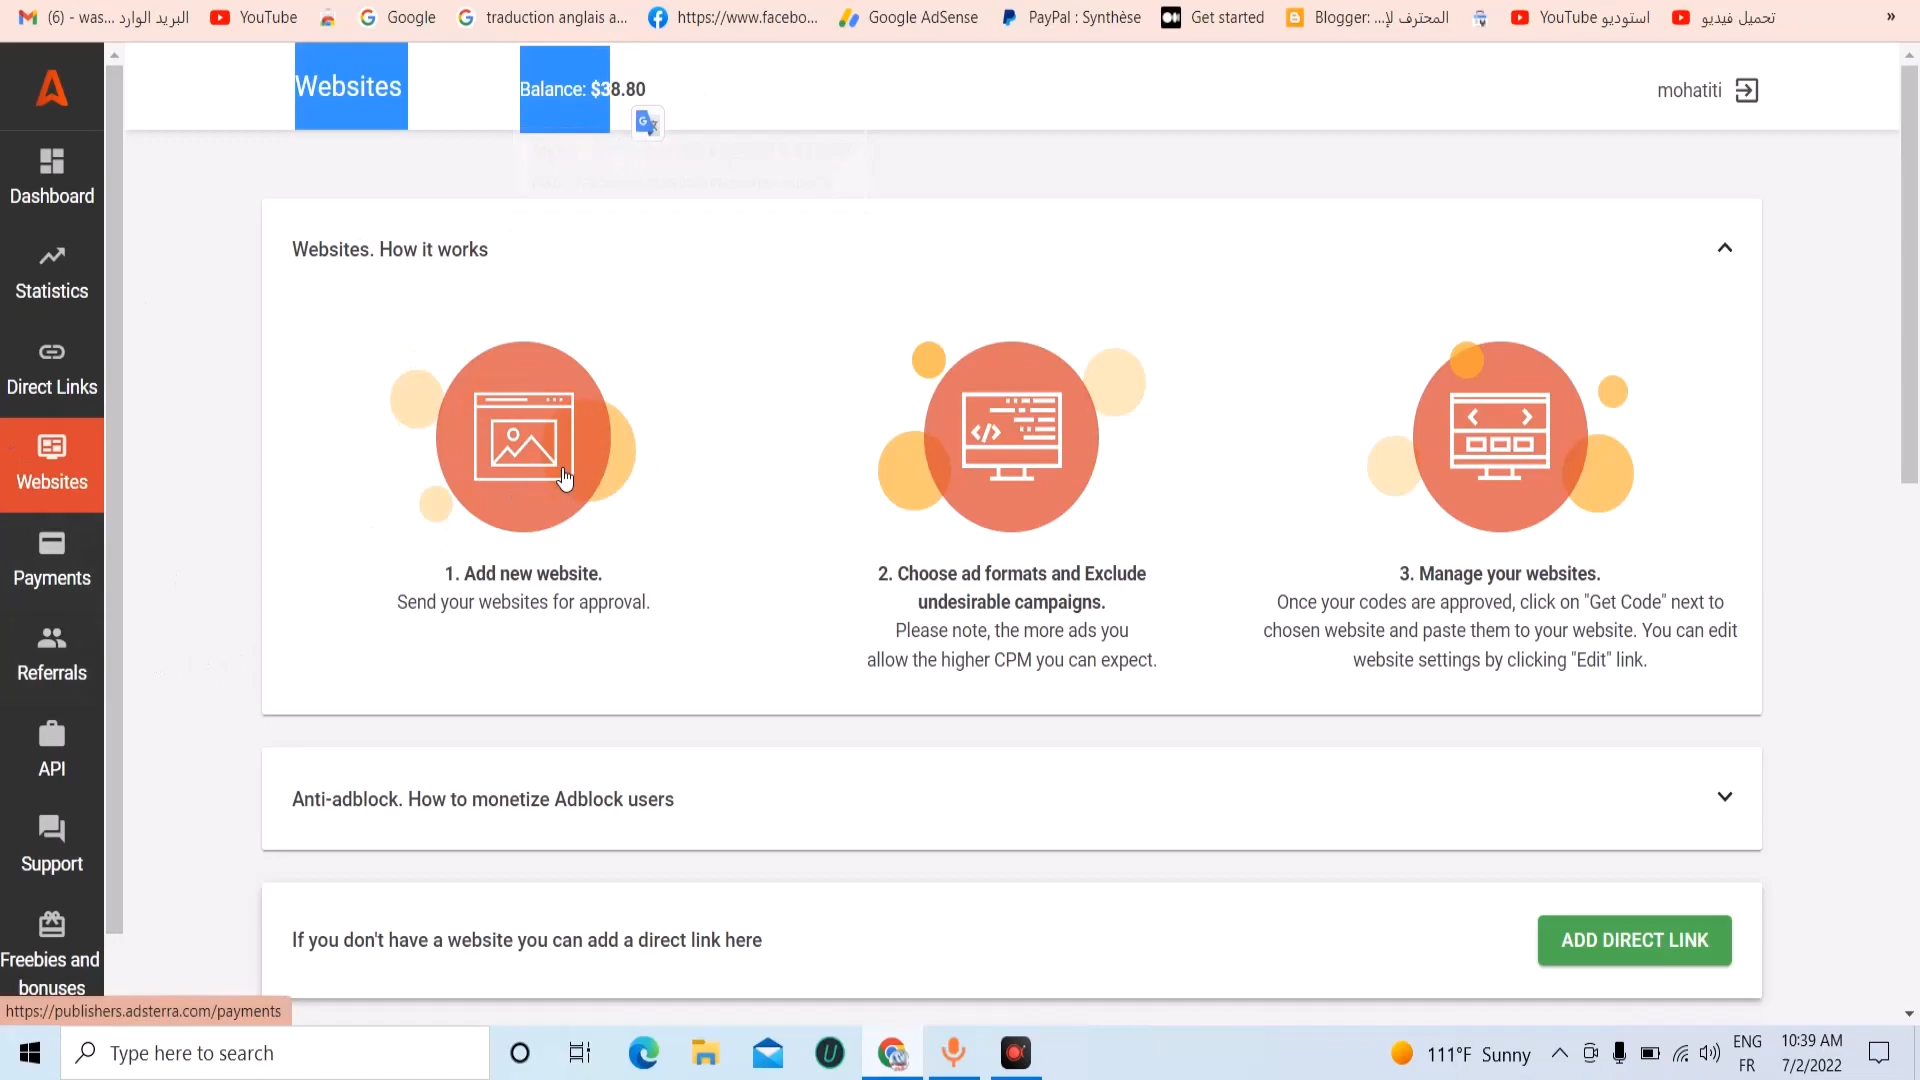 (6) - was... البريد الوارد
YouTube
Google
traduction anglais a...
https://www.facebo...
Google AdSense
PayPal : Synthèse
Get started
Blogger: ...المحترف لإ
استوديو YouTube
تحميل فيديو
»
Websites
Balance: $38.80
mohatiti
Dashboard
Statistics
Direct Links
Websites
Payments
Referrals
API
Support
Freebies and
bonuses
Websites. How it works
1. Add new website.
Send your websites for approval.
2. Choose ad formats and Exclude
undesirable campaigns.
Please note, the more ads you
allow the higher CPM you can expect.
3. Manage your websites.
Once your codes are approved, click on "Get Code" next to
chosen website and paste them to your website. You can edit
website settings by clicking "Edit" link.
Anti-adblock. How to monetize Adblock users
If you don't have a website you can add a direct link here
ADD DIRECT LINK
https://publishers.adsterra.com/payments
Type here to search
111°F Sunny
ENG
FR
10:39 AM
7/2/2022